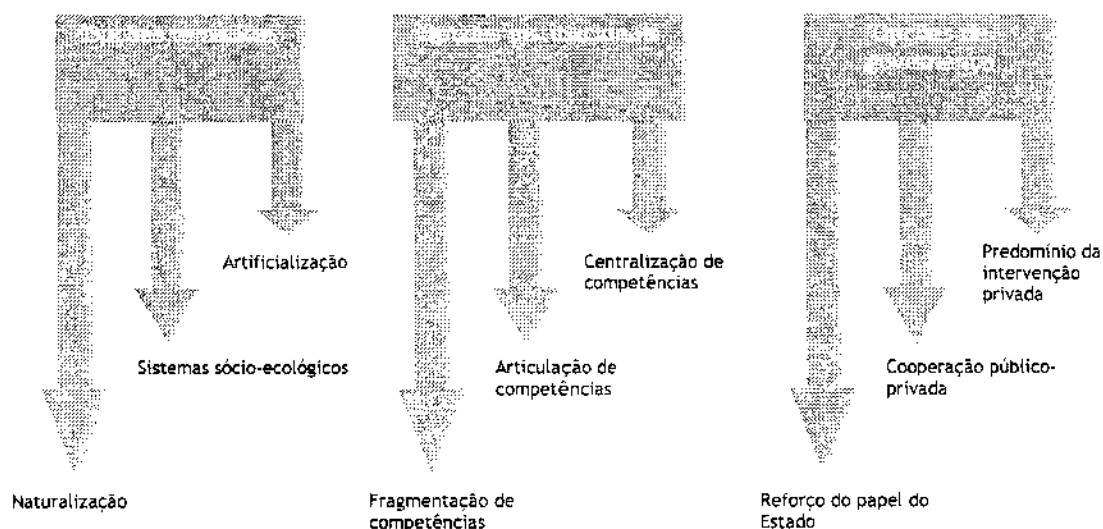 Artificialização
Sistemas sócio-ecológicos
Naturalização
Centralização de
competências
Articulação de
competências
Fragmentação de
competências
Predomínio da
intervenção
privada
Cooperação público-
privada
Reforço do papel do
Estado